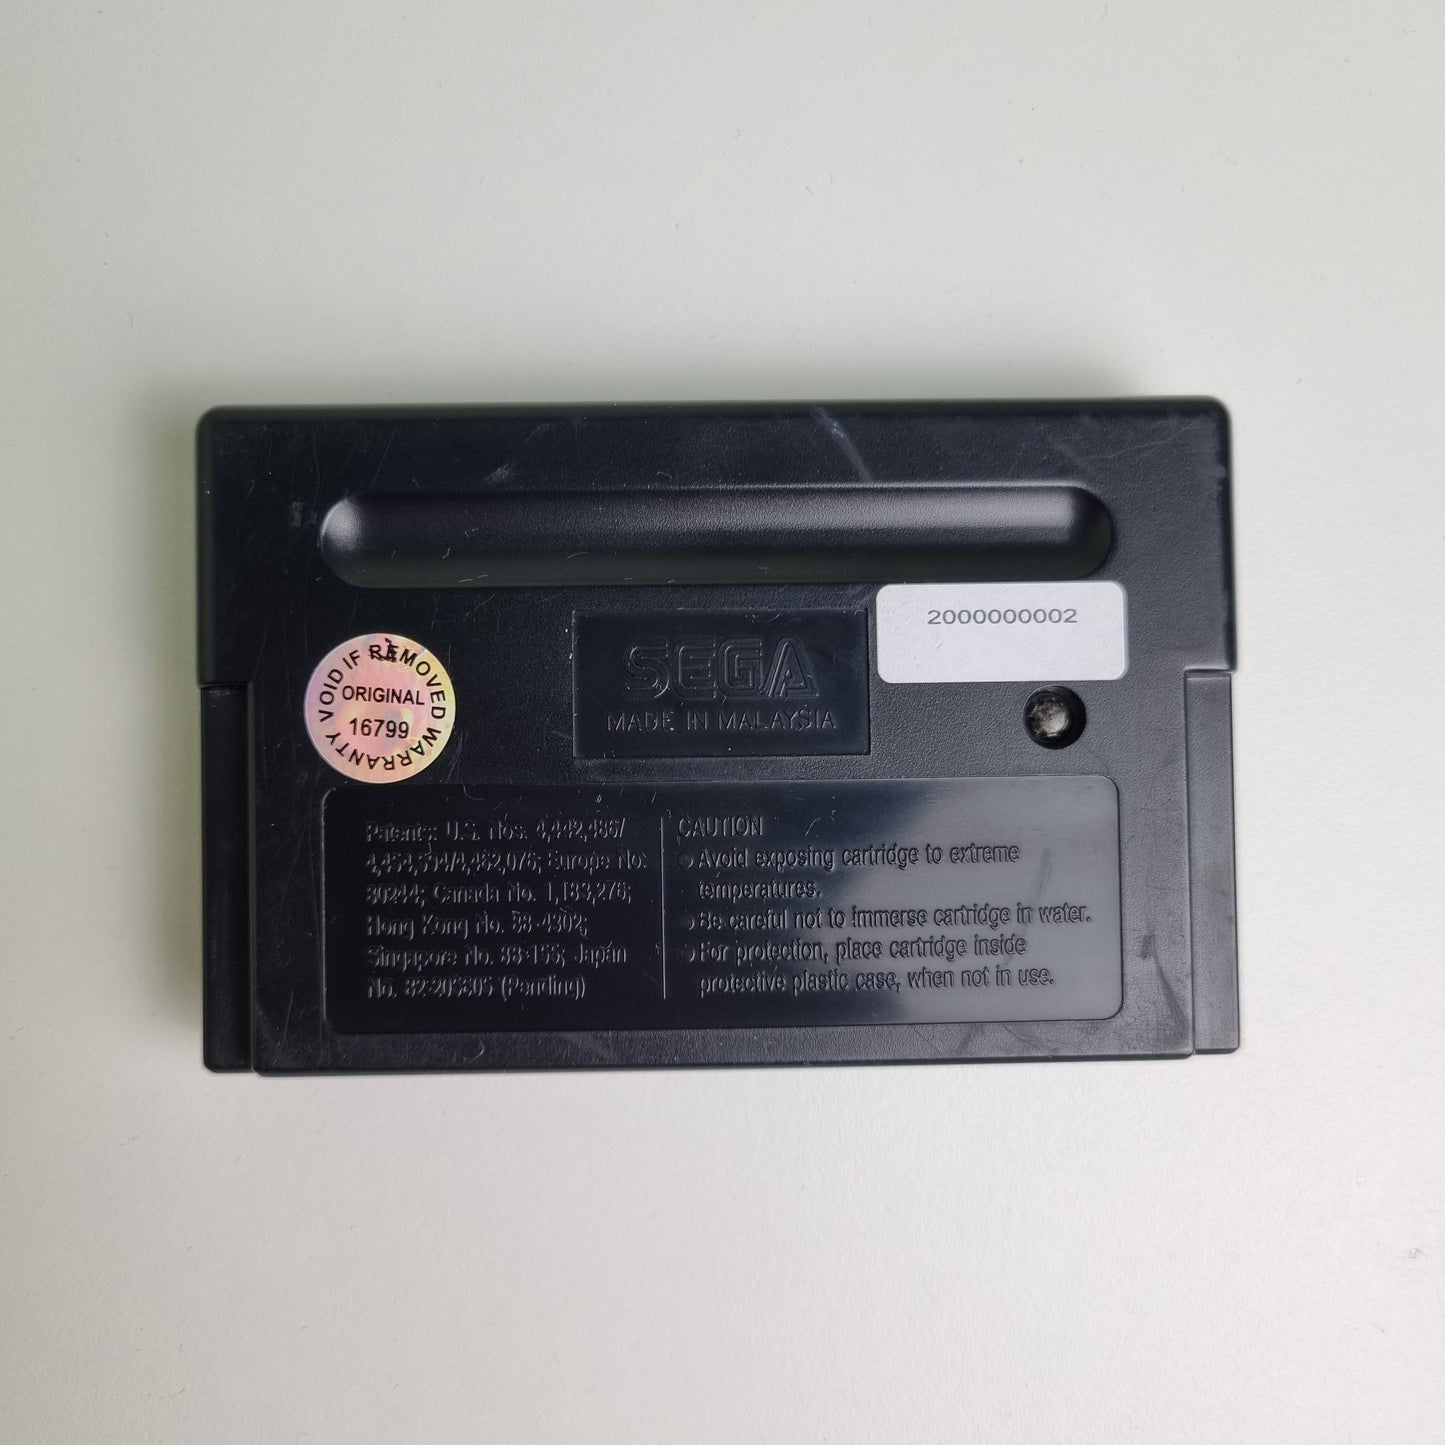 2000000002
SEGA
MADE IN MALAYSIA
VOID IF REMOVED WARRANTY
ORIGINAL
16799
Patents: U.S. Nos. 4,442,486/
4,454,594/4,462,076; Europe No.
80244; Canada No. 1,183,276;
Hong Kong No. 88-4302;
Singapore No. 88-155; Japan
No. 82-205605 (Pending)
CAUTION
Avoid exposing cartridge to extreme
temperatures.
Be careful not to immerse cartridge in water.
For protection, place cartridge inside
protective plastic case, when not in use.